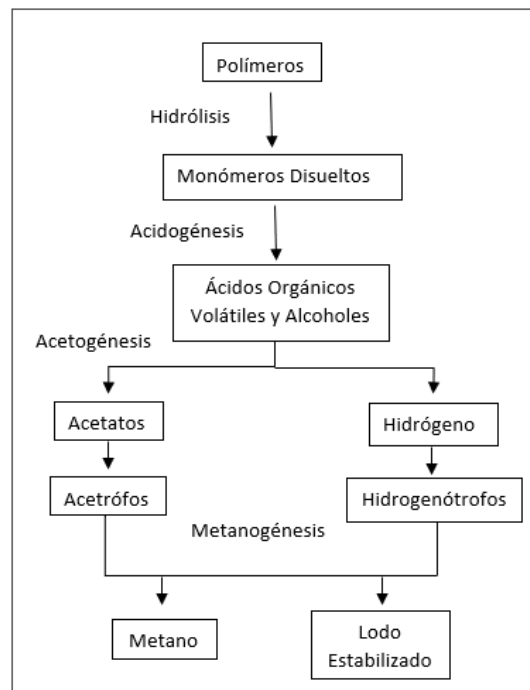 Polímeros
Hidrólisis
Monómeros Disueltos
Acidogénesis
Ácidos Orgánicos
Volátiles y Alcoholes
Acetogénesis
Acetatos
Hidrógeno
Acetrófos
Hidrogenótrofos
Metanogénesis
Metano
Lodo
Estabilizado